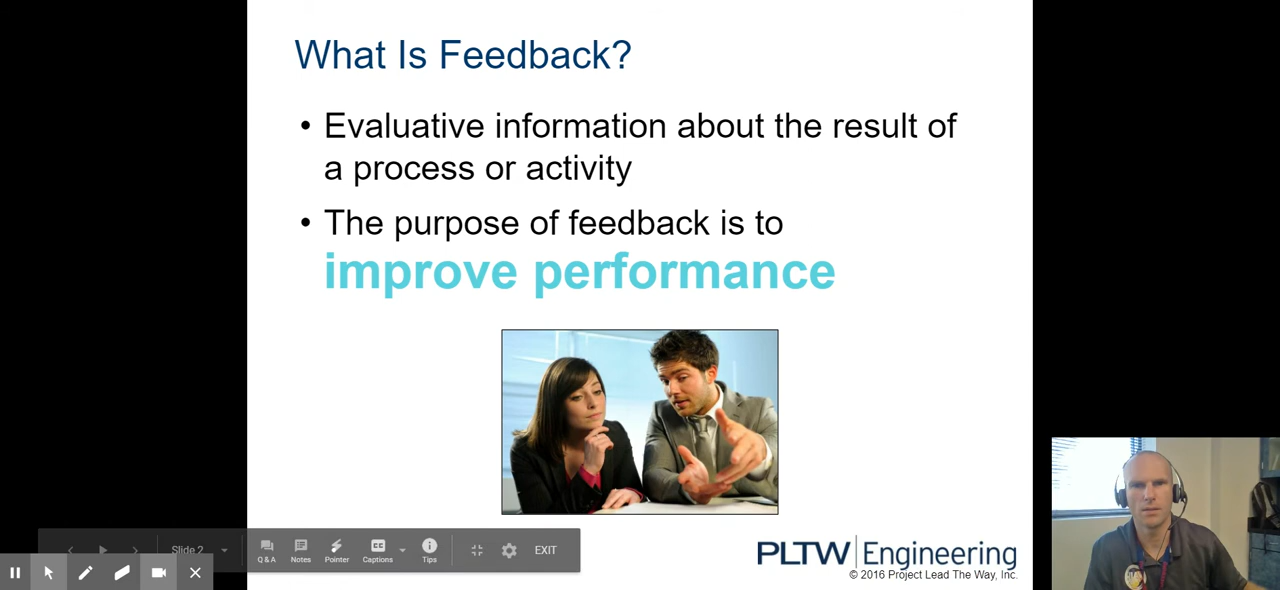 What Is Feedback?
• Evaluative information about the result of
a process or activity
• The purpose of feedback is to
improve performance
Slide 2
Q & A
Notes
Pointer
Captions
Tips
EXIT
PLTW Engineering
© 2016 Project Lead The Way, Inc.